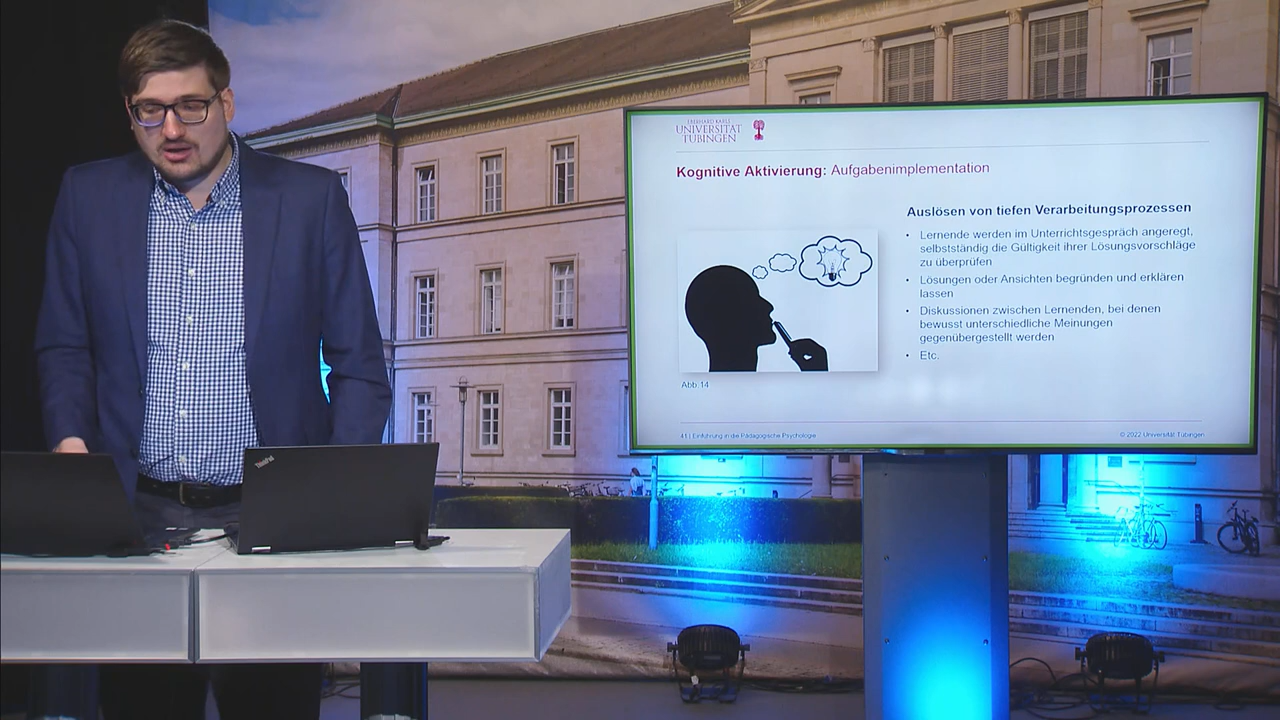 EBERHARD KARLS
UNIVERSITÄT
TÜBINGEN
Kognitive Aktivierung: Aufgabenimplementation
Auslösen von tiefen Verarbeitungsprozessen
• Lernende werden im Unterrichtsgespräch angeregt,
selbstständig die Gültigkeit ihrer Lösungsvorschläge
zu überprüfen
• Lösungen oder Ansichten begründen und erklären
lassen
• Diskussionen zwischen Lernenden, bei denen
bewusst unterschiedliche Meinungen
gegenübergestellt werden
• Etc.
Abb.14
41 | Einführung in die Pädagogische Psychologie
© 2022 Universität Tübingen
ThinkPad